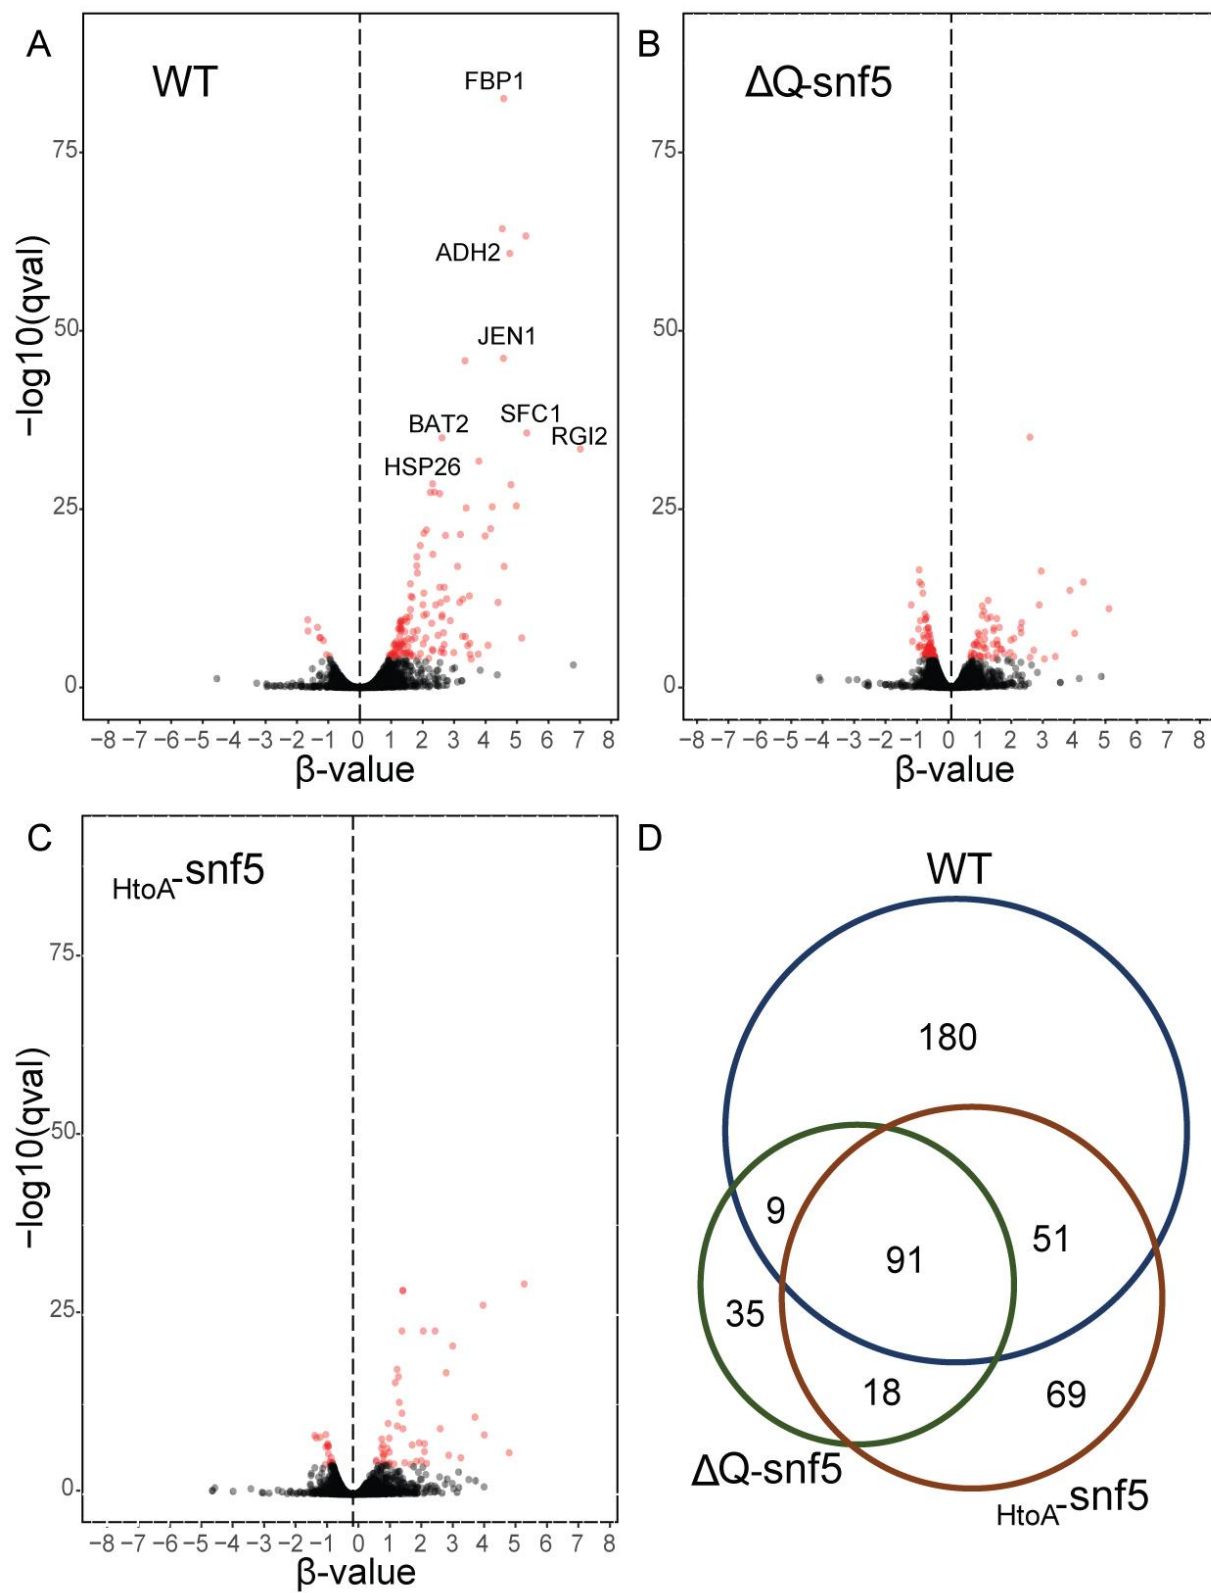 A
WT
FBP1
ADH2
JEN1
SFC1
BAT2
RGI2
HSP26
75
50
25
0
−log10(qval)
−8 −7 −6 −5 −4 −3 −2 −1 0 1 2 3 4 5 6 7 8
β-value
B
ΔQ-snf5
75
50
25
0
−8 −7 −6 −5 −4 −3 −2 −1 0 1 2 3 4 5 6 7 8
β-value
C
HtoA-snf5
75
50
25
0
−log10(qval)
−8 −7 −6 −5 −4 −3 −2 −1 0 1 2 3 4 5 6 7 8
β-value
D
WT
180
9
91
51
35
18
69
ΔQ-snf5
HtoA-snf5